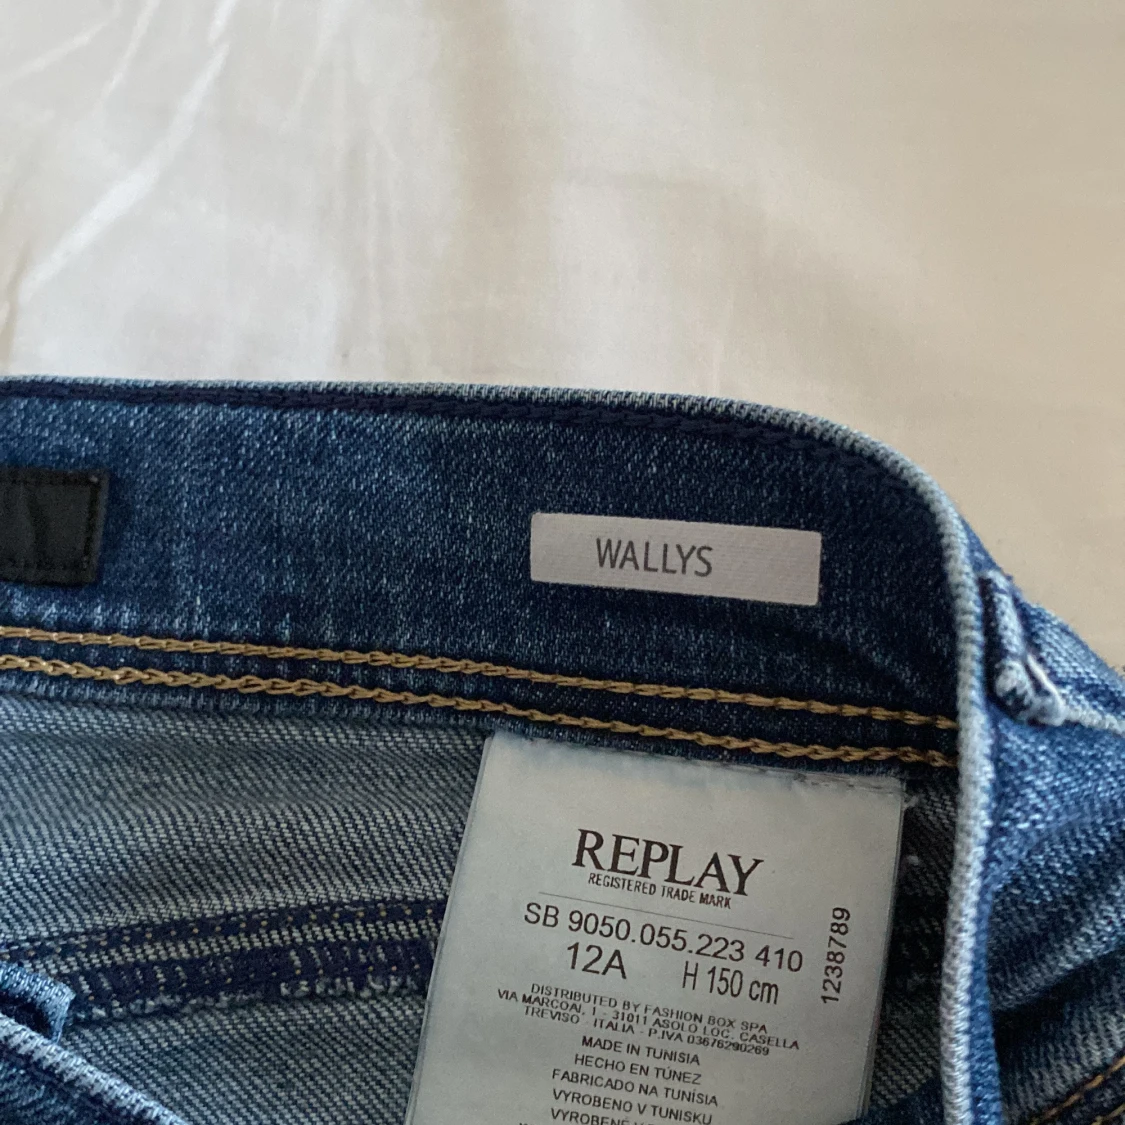 WALLYS
REPLAY
REGISTERED TRADE MARK
SB 9050.055.223 410
12A H 150 cm
1238789
DISTRIBUTED BY FASHION BOX SPA
VIA MARCOAI, 1 - 31011 ASOLO LOC. CASELLA
TREVISO - ITALIA - P.IVA 03676290269
MADE IN TUNISIA
HECHO EN TÚNEZ
FABRICADO NA TUNÍSIA
VYROBENO V TUNISKU
VYROBENÉ